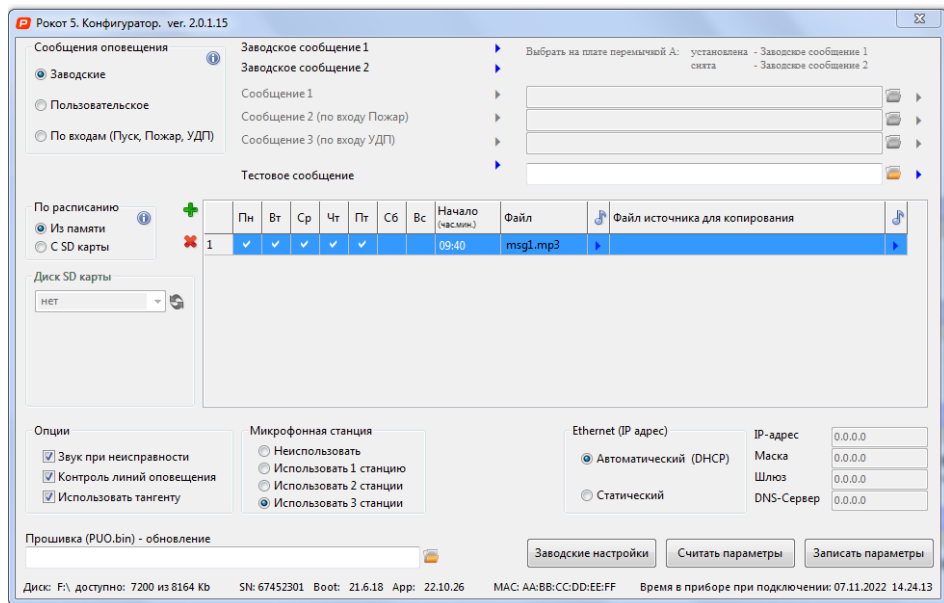 Рокот 5. Конфигуратор. ver. 2.0.1.15
Сообщения оповещения
Заводские
Пользовательское
По входам (Пуск, Пожар, УДП)
Заводское сообщение 1
Заводское сообщение 2
Выбрать на плате перемычкой А: установлена - Заводское сообщение 1
снята - Заводское сообщение 2
Сообщение 1
Сообщение 2 (по входу Пожар)
Сообщение 3 (по входу УДП)
Тестовое сообщение
По расписанию
Из памяти
С SD карты
Диск SD карты
нет
Пн Вт Ср Чт Пт Сб Вс Начало (час.мин.) Файл Файл источника для копирования
1 09:40 msg1.mp3
Опции
Звук при неисправности
Контроль линий оповещения
Использовать тангенту
Микрофонная станция
Неиспользовать
Использовать 1 станцию
Использовать 2 станции
Использовать 3 станции
Ethernet (IP адрес)
Автоматический (DHCP)
Статический
IP-адрес 0.0.0.0
Маска 0.0.0.0
Шлюз 0.0.0.0
DNS-Сервер 0.0.0.0
Прошивка (PUO.bin) - обновление
Заводские настройки Считать параметры Записать параметры
Диск: F:\ доступно: 7200 из 8164 Kb SN: 67452301 Boot: 21.6.18 App: 22.10.26 MAC: AA:BB:CC:DD:EE:FF Время в приборе при подключении: 07.11.2022 14.24.13